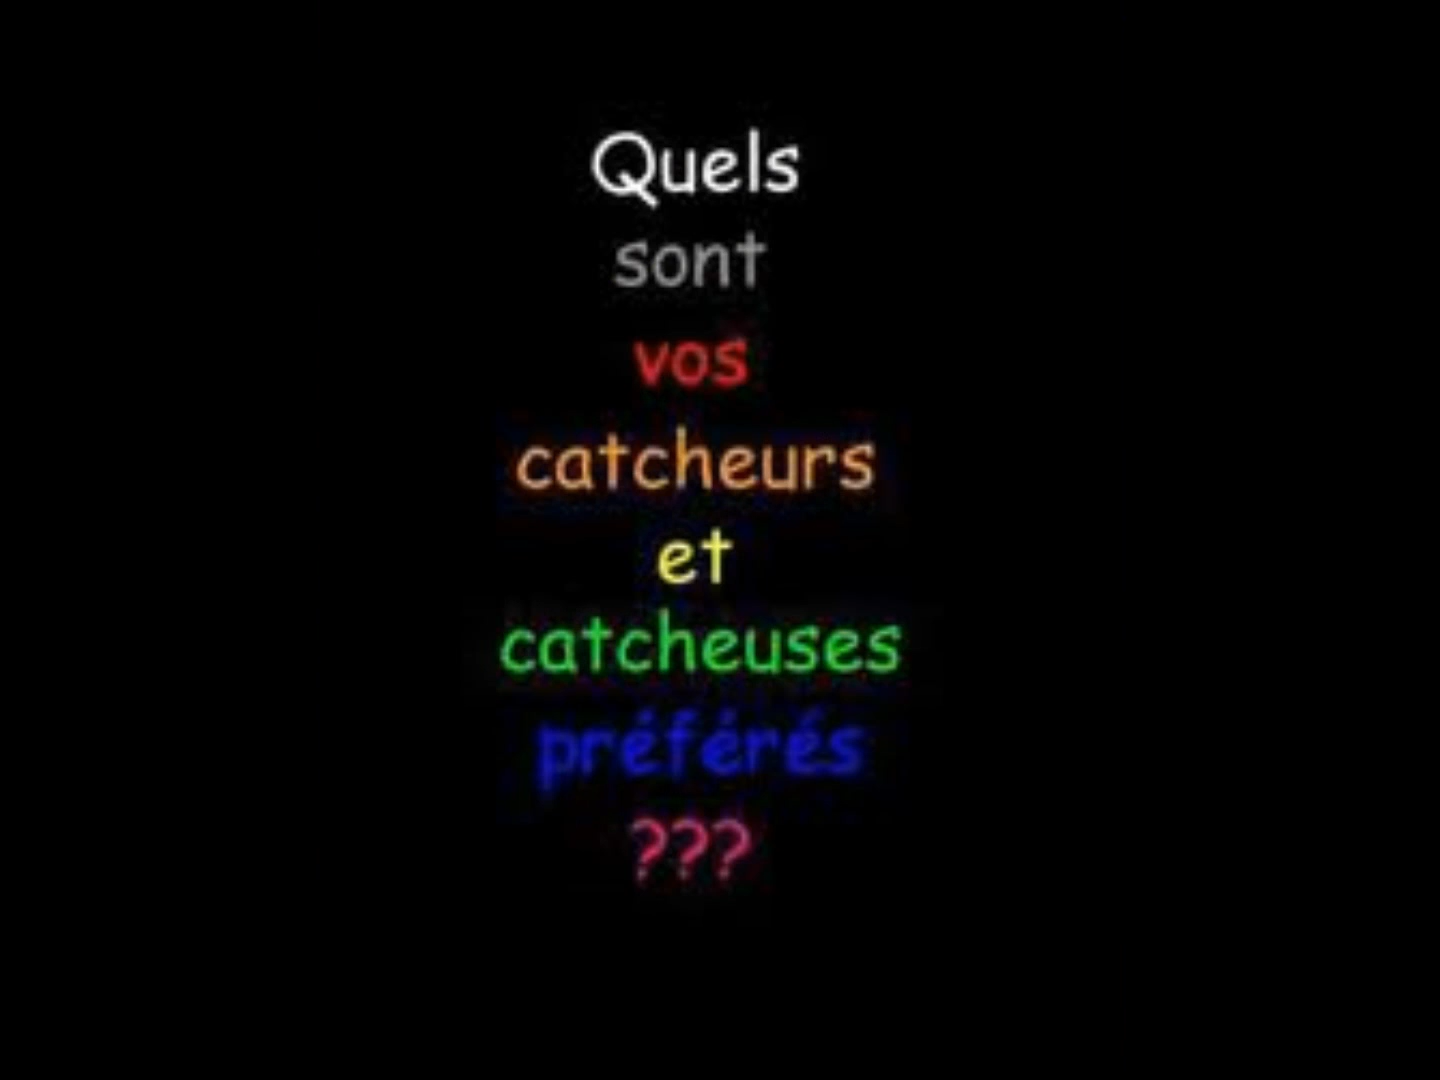 Quels
sont
vos
catcheurs
et
catcheuses
préférés
???